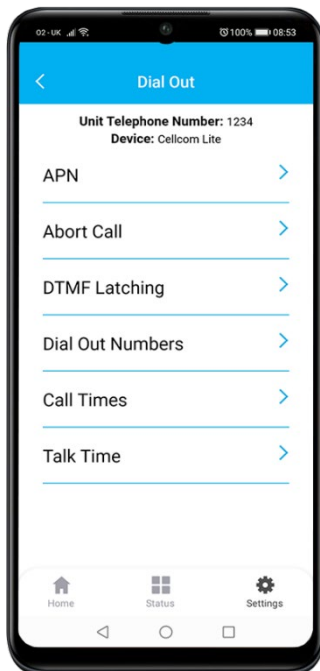 O2-UK 100% 08:53
Dial Out
Unit Telephone Number: 1234
Device: Cellcom Lite
APN
Abort Call
DTMF Latching
Dial Out Numbers
Call Times
Talk Time
Home Status Settings